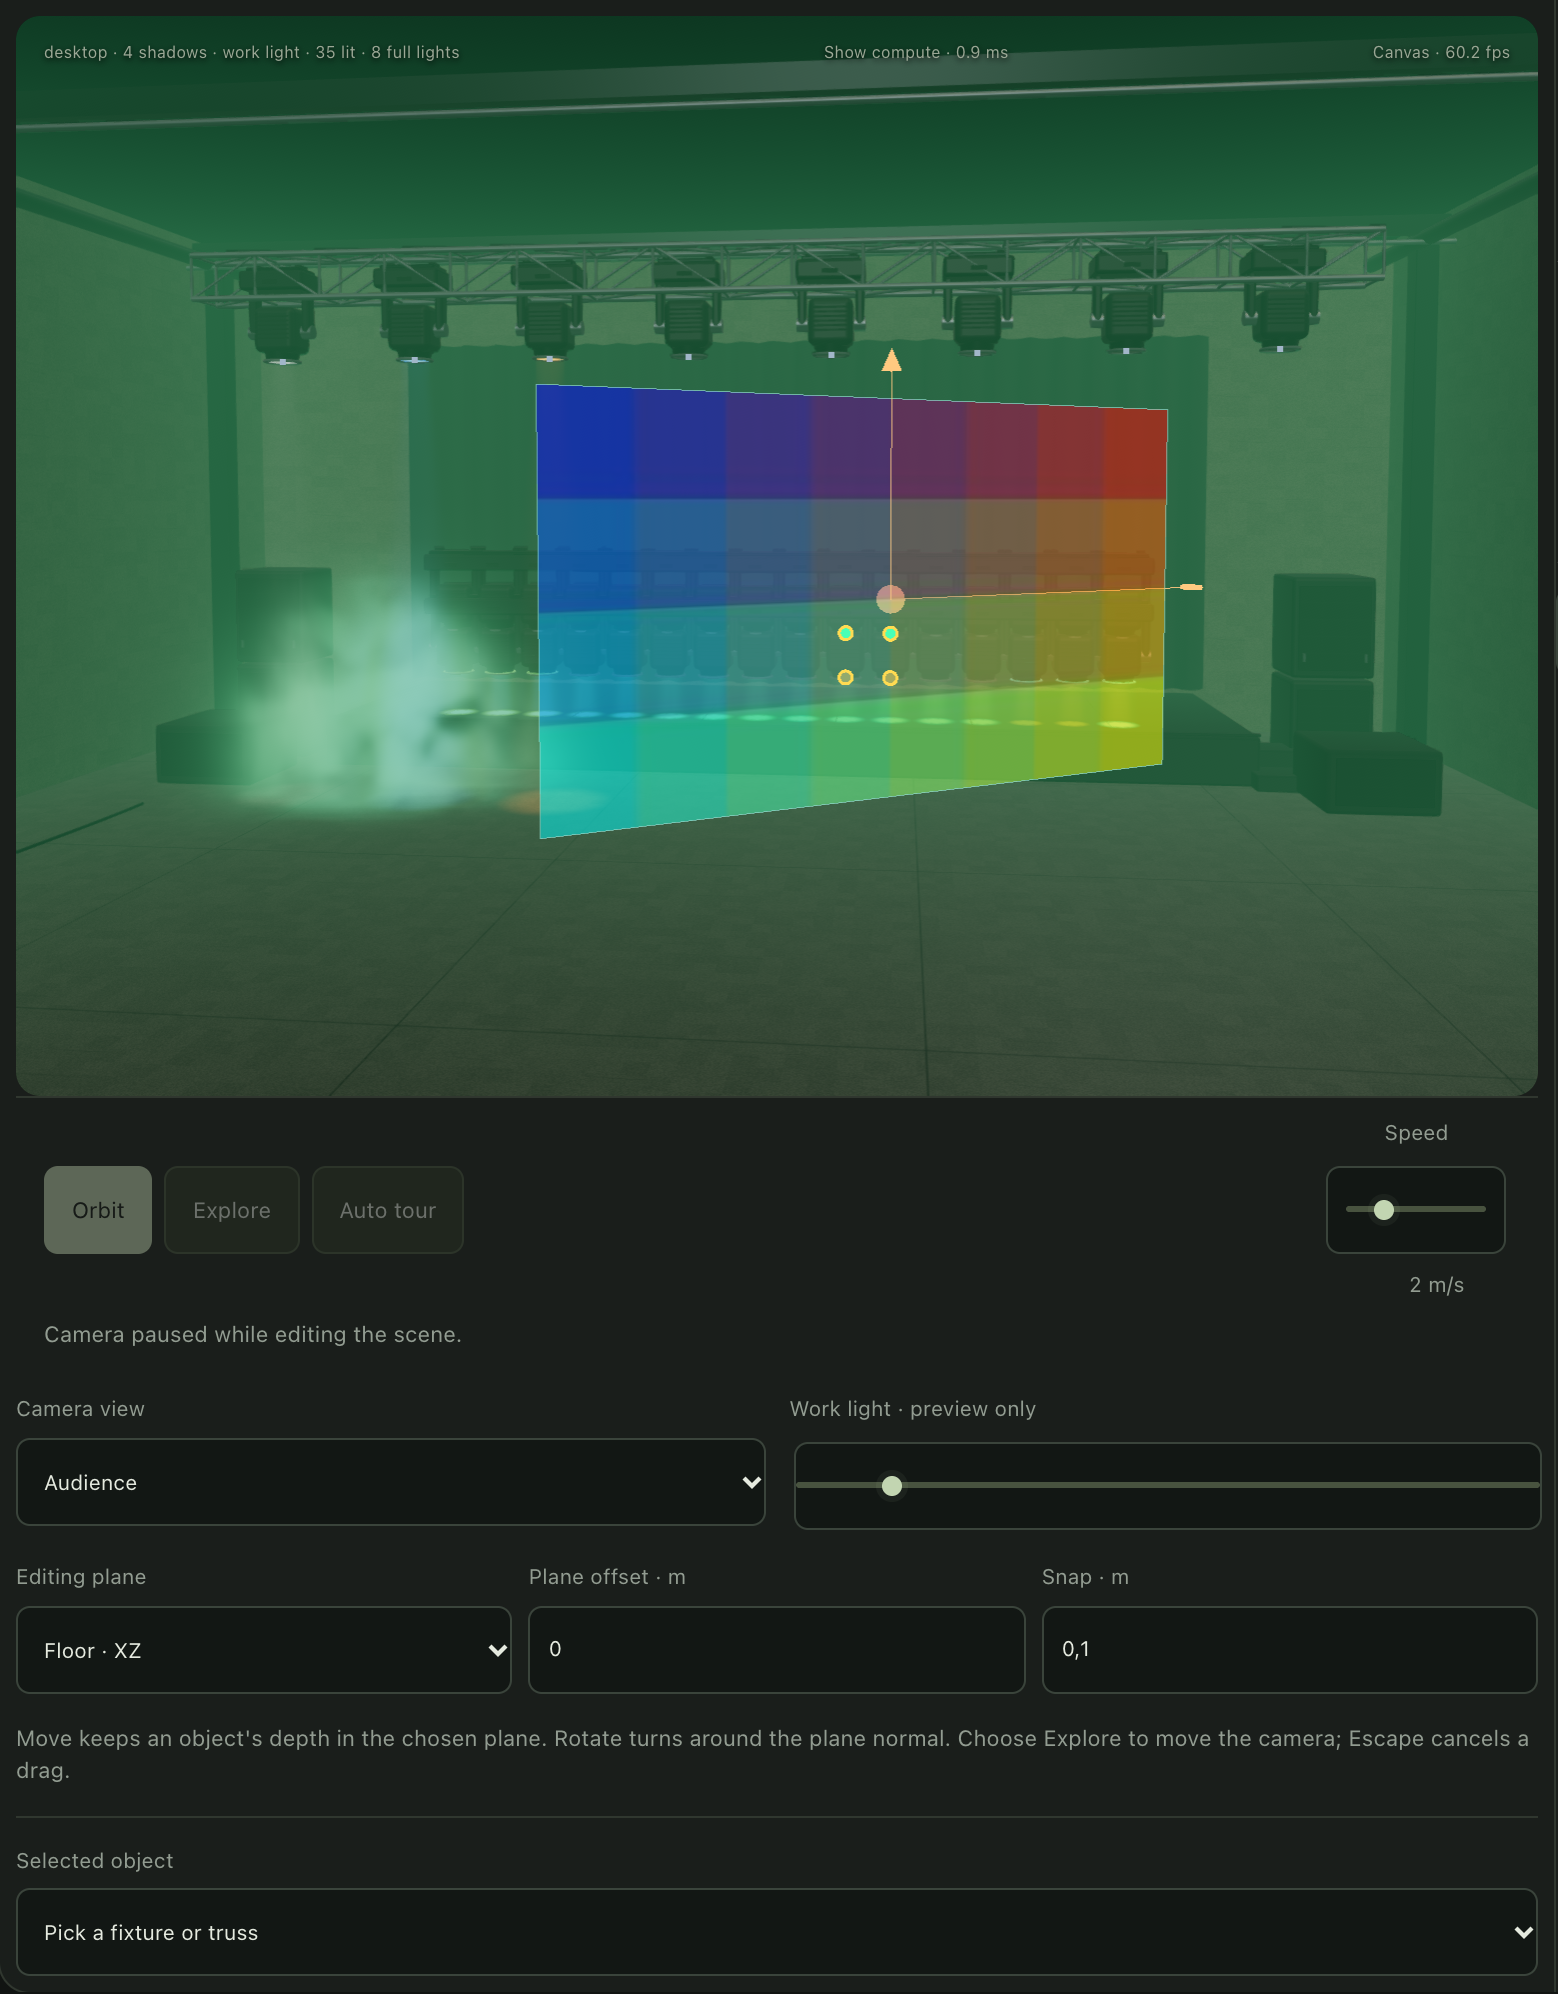 desktop · 4 shadows · work light · 35 lit · 8 full lights
Show compute · 0.9 ms
Canvas · 60.2 fps
Speed
Orbit
Explore
Auto tour
2 m/s
Camera paused while editing the scene.
Camera view
Work light · preview only
Audience
Editing plane
Plane offset · m
Snap · m
Floor · XZ
0
0,1
Move keeps an object's depth in the chosen plane. Rotate turns around the plane normal. Choose Explore to move the camera; Escape cancels a
drag.
Selected object
Pick a fixture or truss